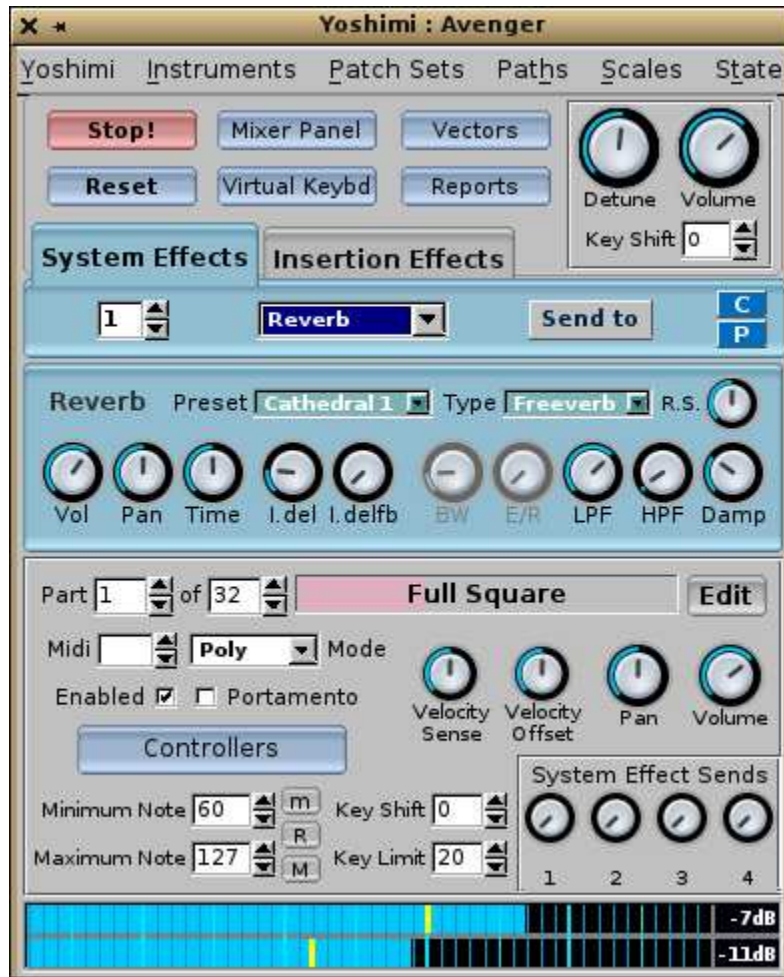 Yoshimi : Avenger
Yoshimi Instruments Patch Sets Paths Scales State
Stop! Mixer Panel Vectors
Reset Virtual Keybd Reports
Detune Volume
Key Shift 0
System Effects Insertion Effects
1 Reverb Send to C
P
Reverb Preset Cathedral 1 Type Freeverb R.S.
Vol Pan Time I.del I.delfb BW E/R LPF HPF Damp
Part 1 of 32 Full Square Edit
Midi Poly Mode
Enabled Portamento
Velocity Sense Velocity Offset Pan Volume
Controllers
System Effect Sends
Minimum Note 60 m Key Shift 0
R
Maximum Note 127 M Key Limit 20
1 2 3 4
-7dB
-11dB